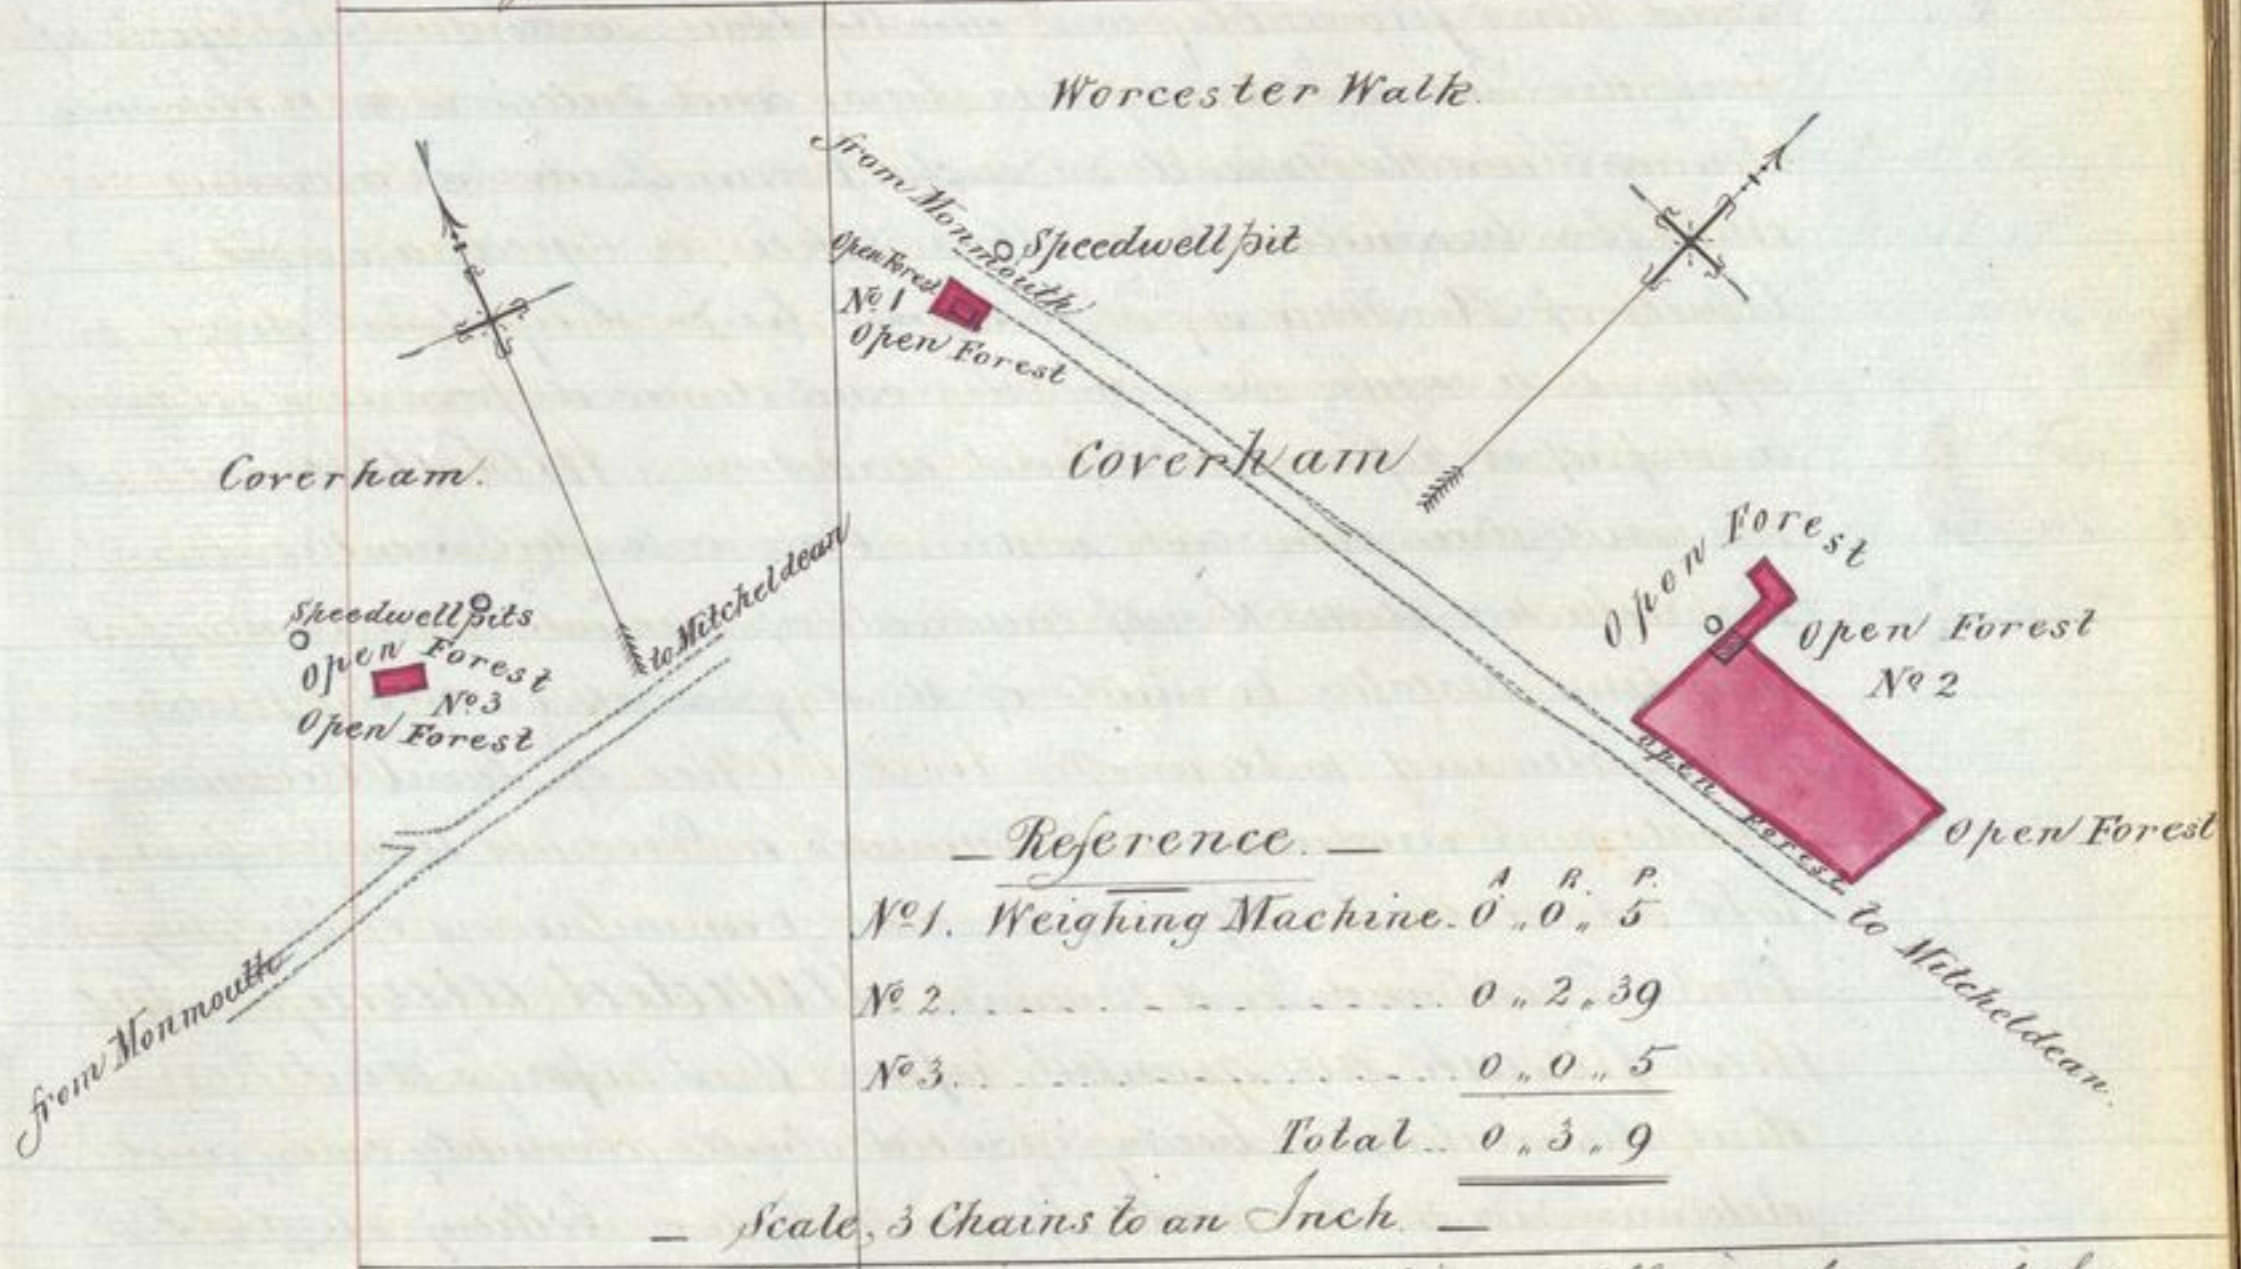 Worcester Walk.
from Monmouth
Speedwell pit
Open Forest
No 1
Open Forest
Coverham
Coverham.
to Mitcheldean
Speedwell pits
Open Forest
No 3
Open Forest
from Monmouth
Open Forest
Open Forest
No 2
Open Forest
Open Forest
to Mitcheldean.
Reference.
A R. P.
No 1. Weighing Machine. 0 ,, 0 ,, 5
No 2. 0 ,, 2 ,, 39
No 3. 0 ,, 0 ,, 5
Total .. 0 ,, 3 ,, 9
Scale, 3 Chains to an Inch.